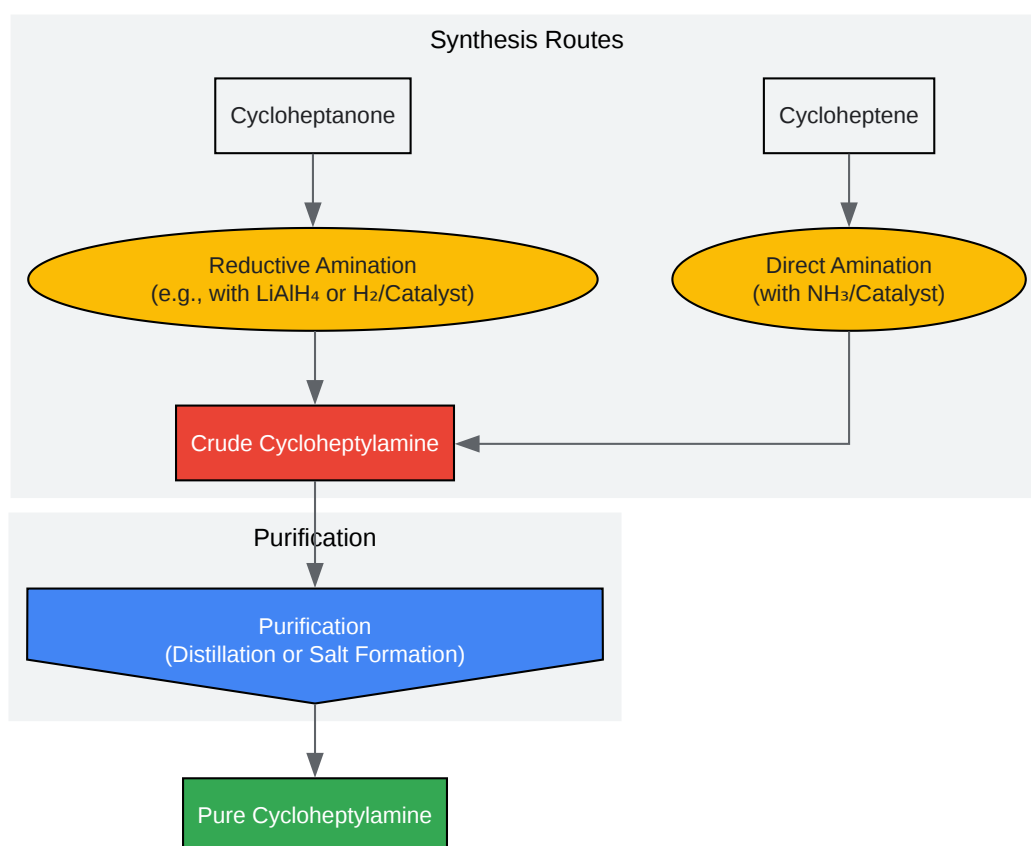 Synthesis Routes
Cycloheptanone
Cycloheptene
Reductive Amination
(e.g., with LiAlH₄ or H₂/Catalyst)
Direct Amination
(with NH₃/Catalyst)
Crude Cycloheptylamine
Purification
Purification
(Distillation or Salt Formation)
Pure Cycloheptylamine